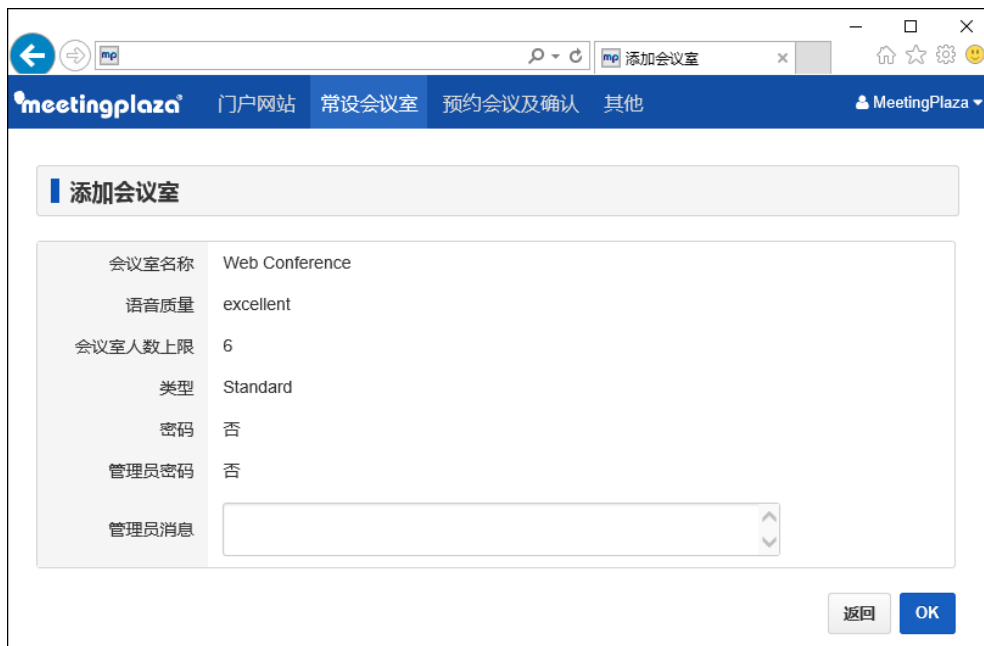 mp 添加会议室
meetingplaza 门户网站 常设会议室 预约会议及确认 其他 MeetingPlaza
添加会议室
会议室名称 Web Conference
语音质量 excellent
会议室人数上限 6
类型 Standard
密码 否
管理员密码 否
管理员消息
返回 OK